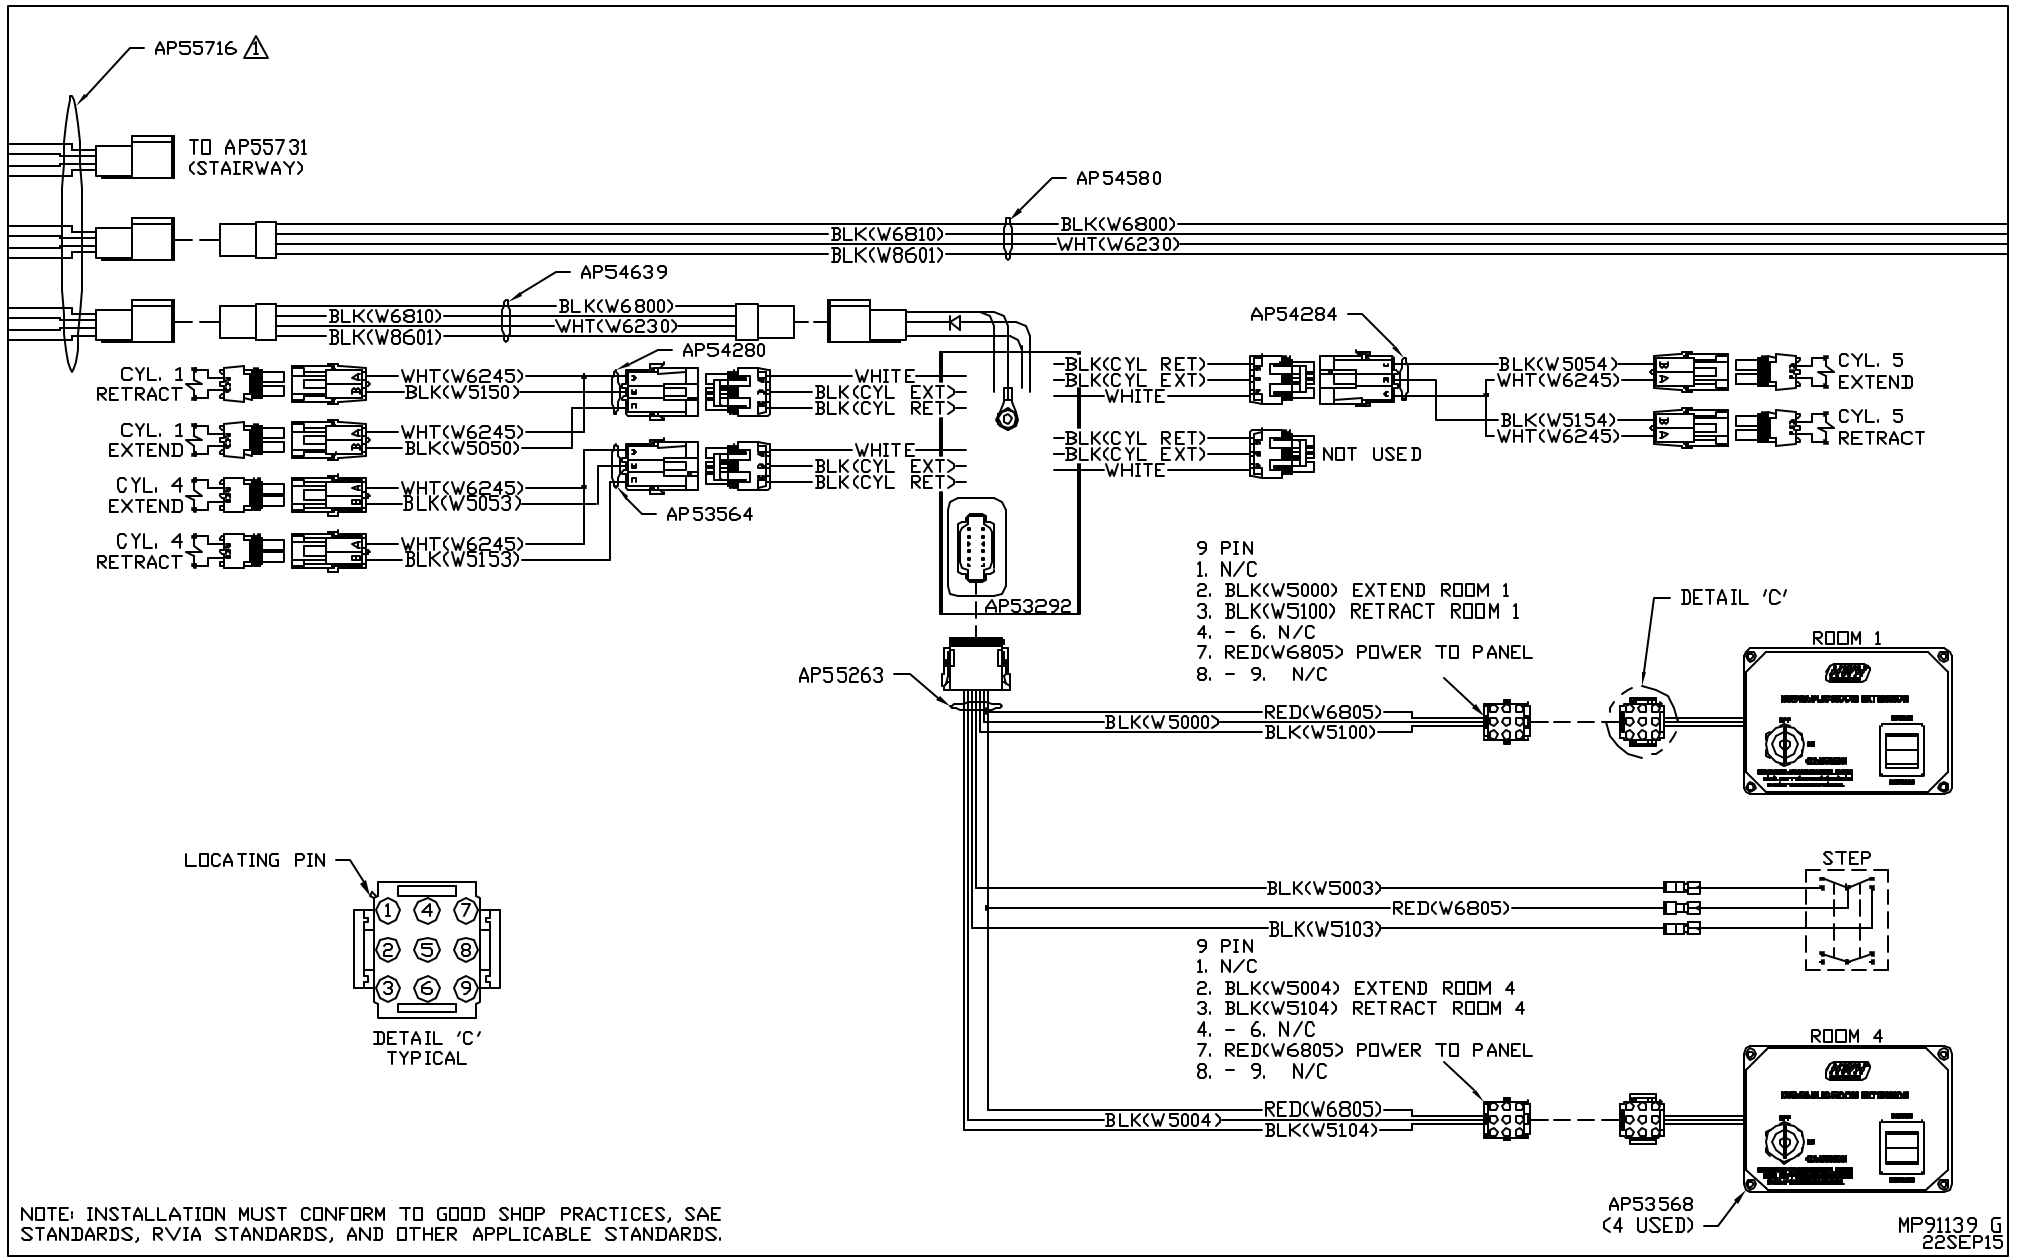 AP55716 1
TO AP55731
(STAIRWAY)
AP54580
BLK(W6800)
BLK(W6810)
WHT(W6230)
BLK(W8601)
AP54639
BLK(W6800)
BLK(W6810)
WHT(W6230)
BLK(W8601)
AP54280
AP54284
CYL. 1
RETRACT
A
B
WHT(W6245)
BLK(W5150)
WHITE
BLK(CYL EXT)
BLK(CYL RET)
BLK(CYL RET)
BLK(CYL EXT)
WHITE
BLK(W5054)
WHT(W6245)
B
A
CYL. 5
EXTEND
CYL. 1
EXTEND
A
B
WHT(W6245)
BLK(W5050)
WHITE
BLK(CYL EXT)
BLK(CYL RET)
BLK(CYL RET)
BLK(CYL EXT)
WHITE
NOT USED
BLK(W5154)
WHT(W6245)
B
A
CYL. 5
RETRACT
CYL. 4
EXTEND
A
B
WHT(W6245)
BLK(W5053)
AP53564
CYL. 4
RETRACT
A
B
WHT(W6245)
BLK(W5153)
AP53292
9 PIN
1. N/C
2. BLK(W5000) EXTEND ROOM 1
3. BLK(W5100) RETRACT ROOM 1
4. - 6. N/C
7. RED(W6805) POWER TO PANEL
8. - 9. N/C
DETAIL 'C'
ROOM 1
AP55263
RED(W6805)
BLK(W5000)
BLK(W5100)
OFF
LOCATING PIN
1 4 7
2 5 8
3 6 9
DETAIL 'C'
TYPICAL
STEP
BLK(W5003)
RED(W6805)
BLK(W5103)
9 PIN
1. N/C
2. BLK(W5004) EXTEND ROOM 4
3. BLK(W5104) RETRACT ROOM 4
4. - 6. N/C
7. RED(W6805) POWER TO PANEL
8. - 9. N/C
ROOM 4
RED(W6805)
BLK(W5004)
BLK(W5104)
OFF
AP53568
(4 USED)
NOTE: INSTALLATION MUST CONFORM TO GOOD SHOP PRACTICES, SAE
STANDARDS, RVIA STANDARDS, AND OTHER APPLICABLE STANDARDS.
MP91139 G
22SEP15